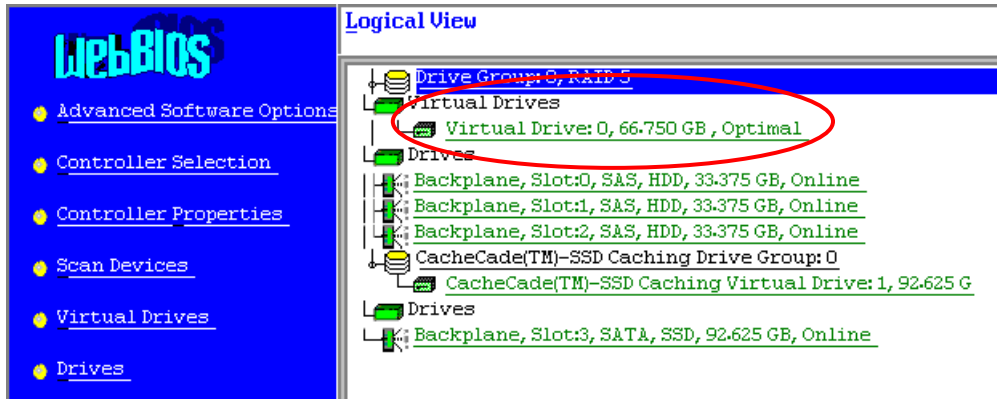 WebBIOS
Advanced Software Options
Controller Selection
Controller Properties
Scan Devices
Virtual Drives
Drives
Logical View
Drive Group: 0, RAID 5
Virtual Drives
Virtual Drive: 0, 66.750 GB , Optimal
Drives
Backplane, Slot:0, SAS, HDD, 33.375 GB, Online
Backplane, Slot:1, SAS, HDD, 33.375 GB, Online
Backplane, Slot:2, SAS, HDD, 33.375 GB, Online
CacheCade(TM)-SSD Caching Drive Group: 0
CacheCade(TM)-SSD Caching Virtual Drive: 1, 92.625 G
Drives
Backplane, Slot:3, SATA, SSD, 92.625 GB, Online